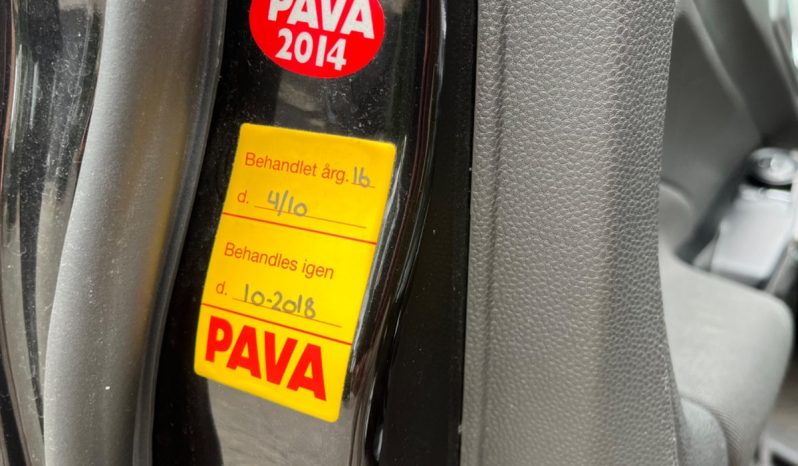 PAVA
2014
Behandlet årg. 16
d. 4/10
Behandles igen
d. 10-2018
PAVA